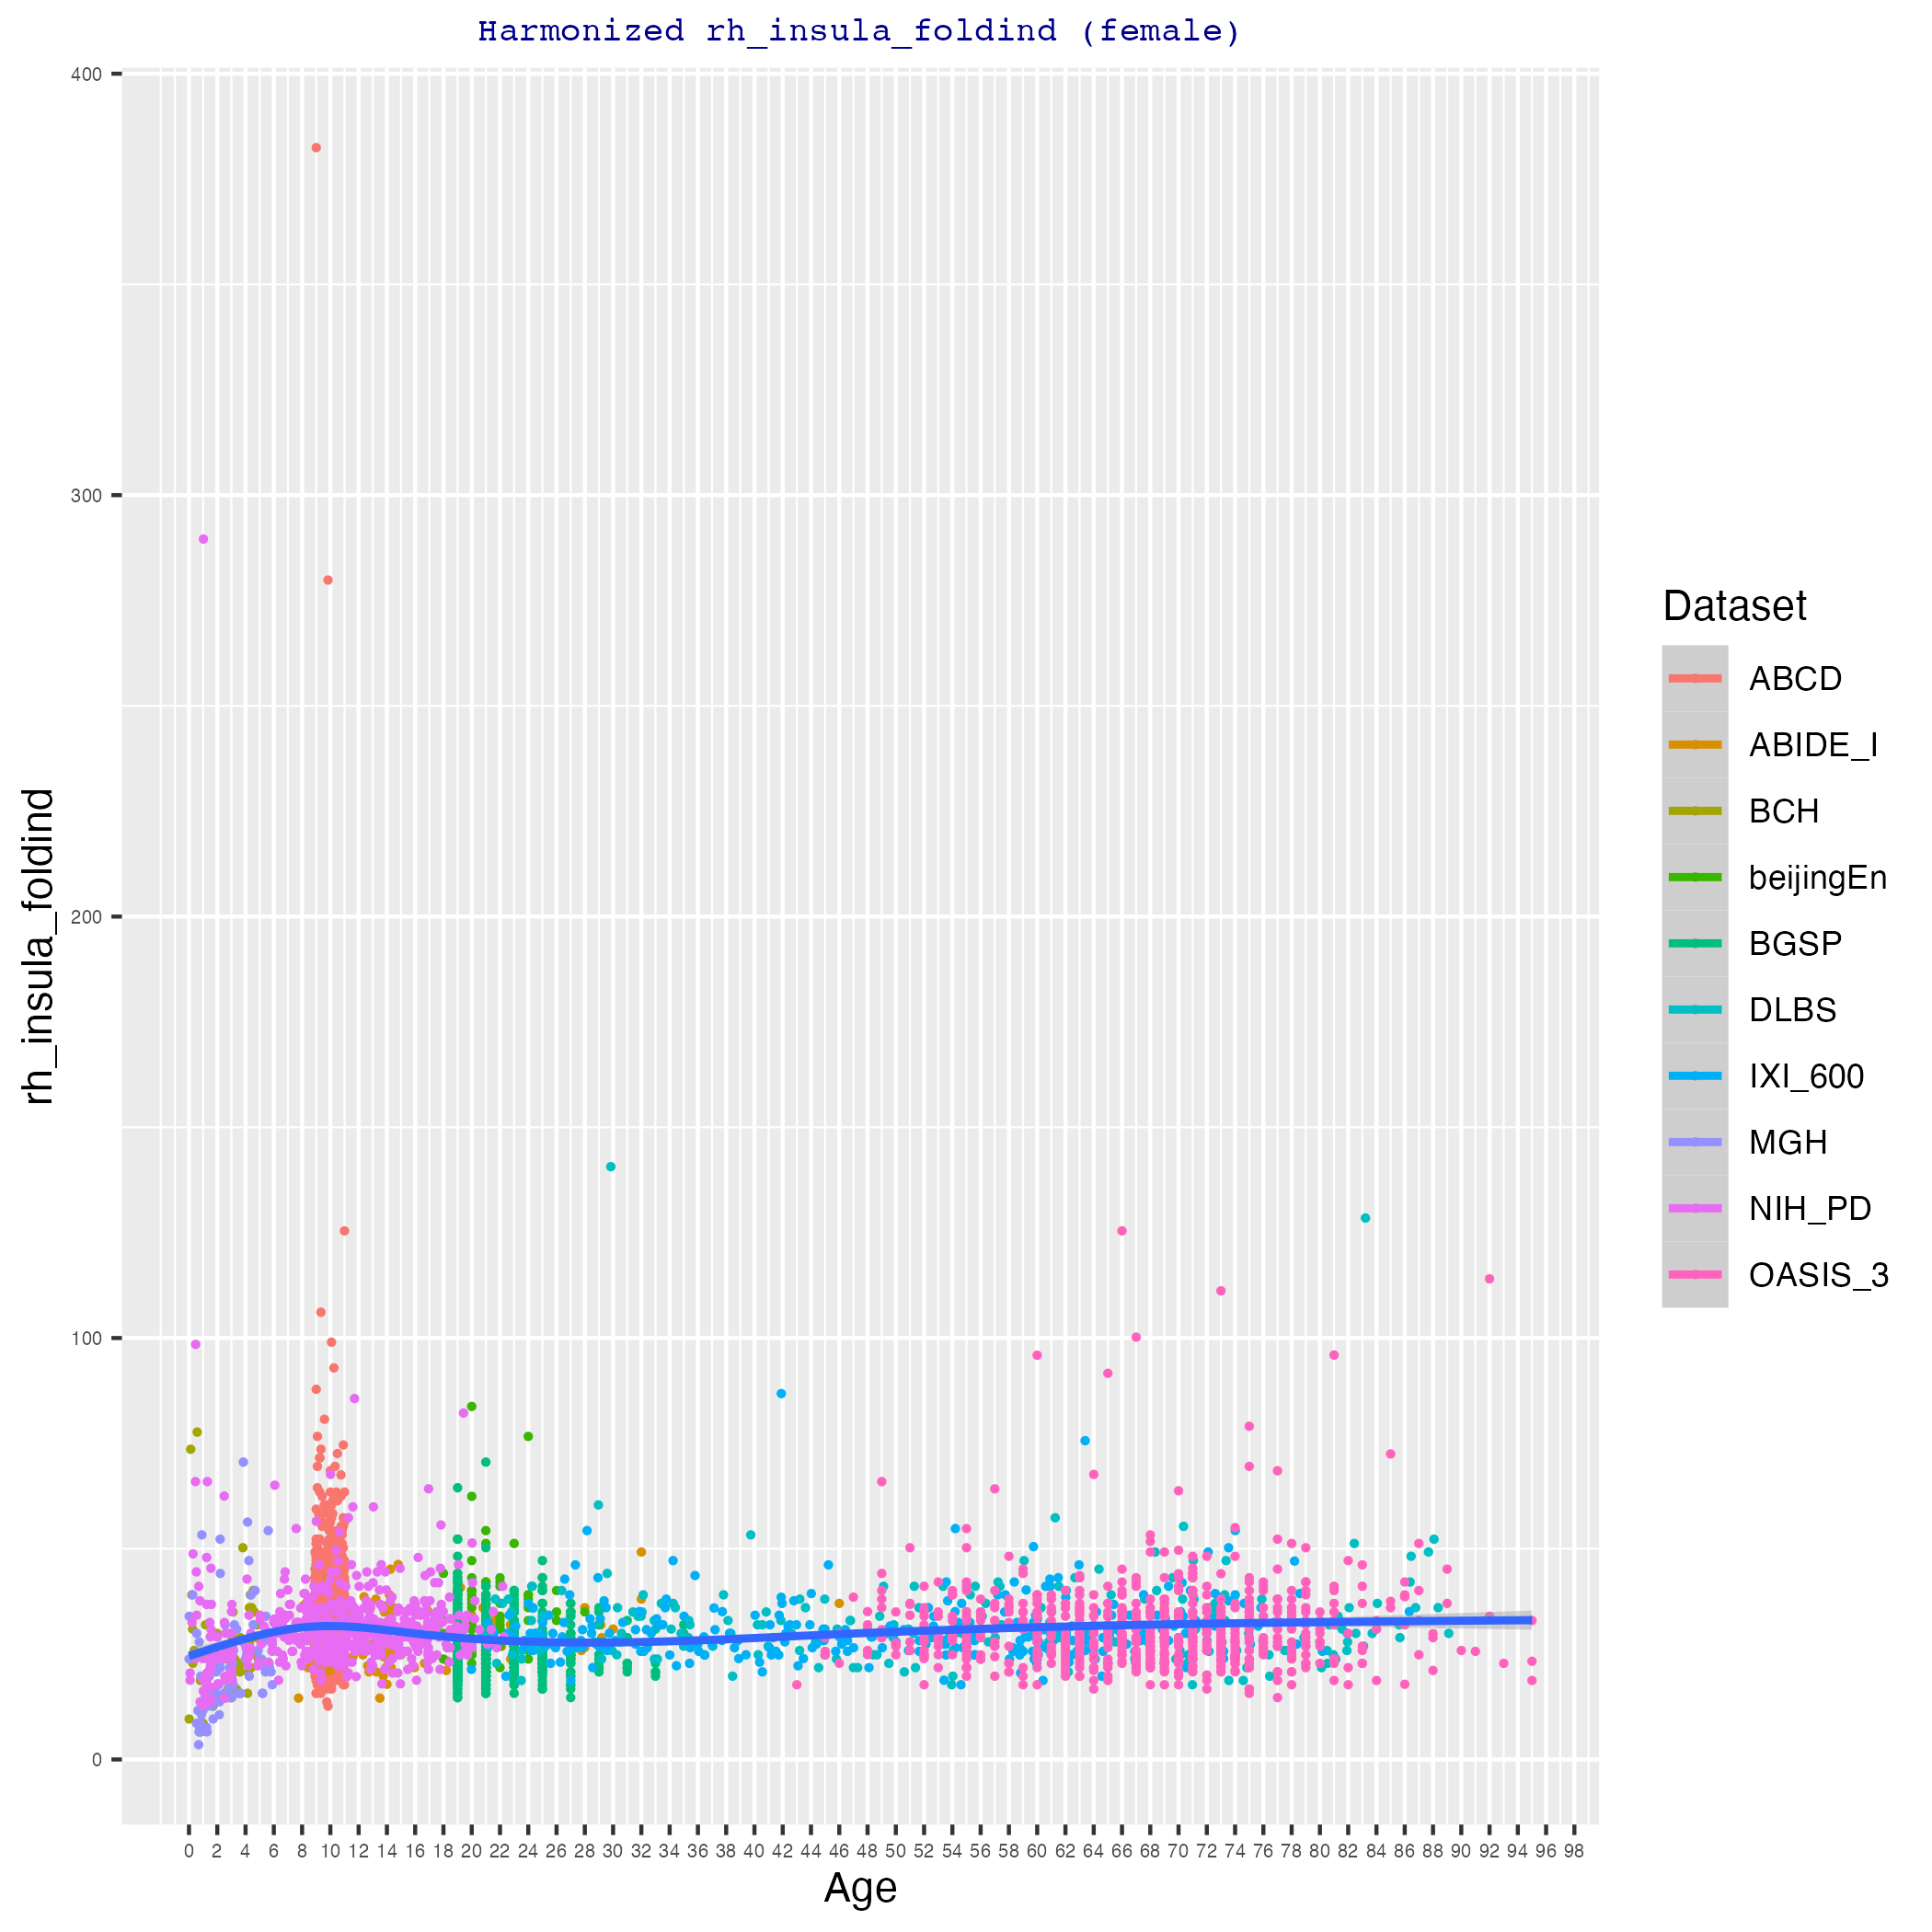 Harmonized rh_insula_foldind (female)
rh_insula_foldind
400
300
200
100
0
0 2 4 6 8 10 12 14 16 18 20 22 24 26 28 30 32 34 36 38 40 42 44 46 48 50 52 54 56 58 60 62 64 66 68 70 72 74 76 78 80 82 84 86 88 90 92 94 96 98
Age
Dataset
ABCD
ABIDE_I
BCH
beijingEn
BGSP
DLBS
IXI_600
MGH
NIH_PD
OASIS_3